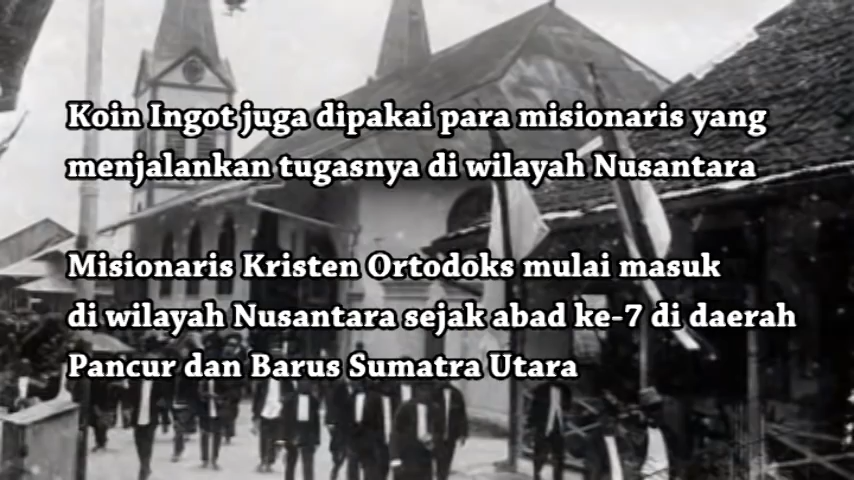 Koin Ingot juga dipakai para misionaris yang
menjalankan tugasnya di wilayah Nusantara
Misionaris Kristen Ortodoks mulai masuk
di wilayah Nusantara sejak abad ke-7 di daerah
Pancur dan Barus Sumatra Utara